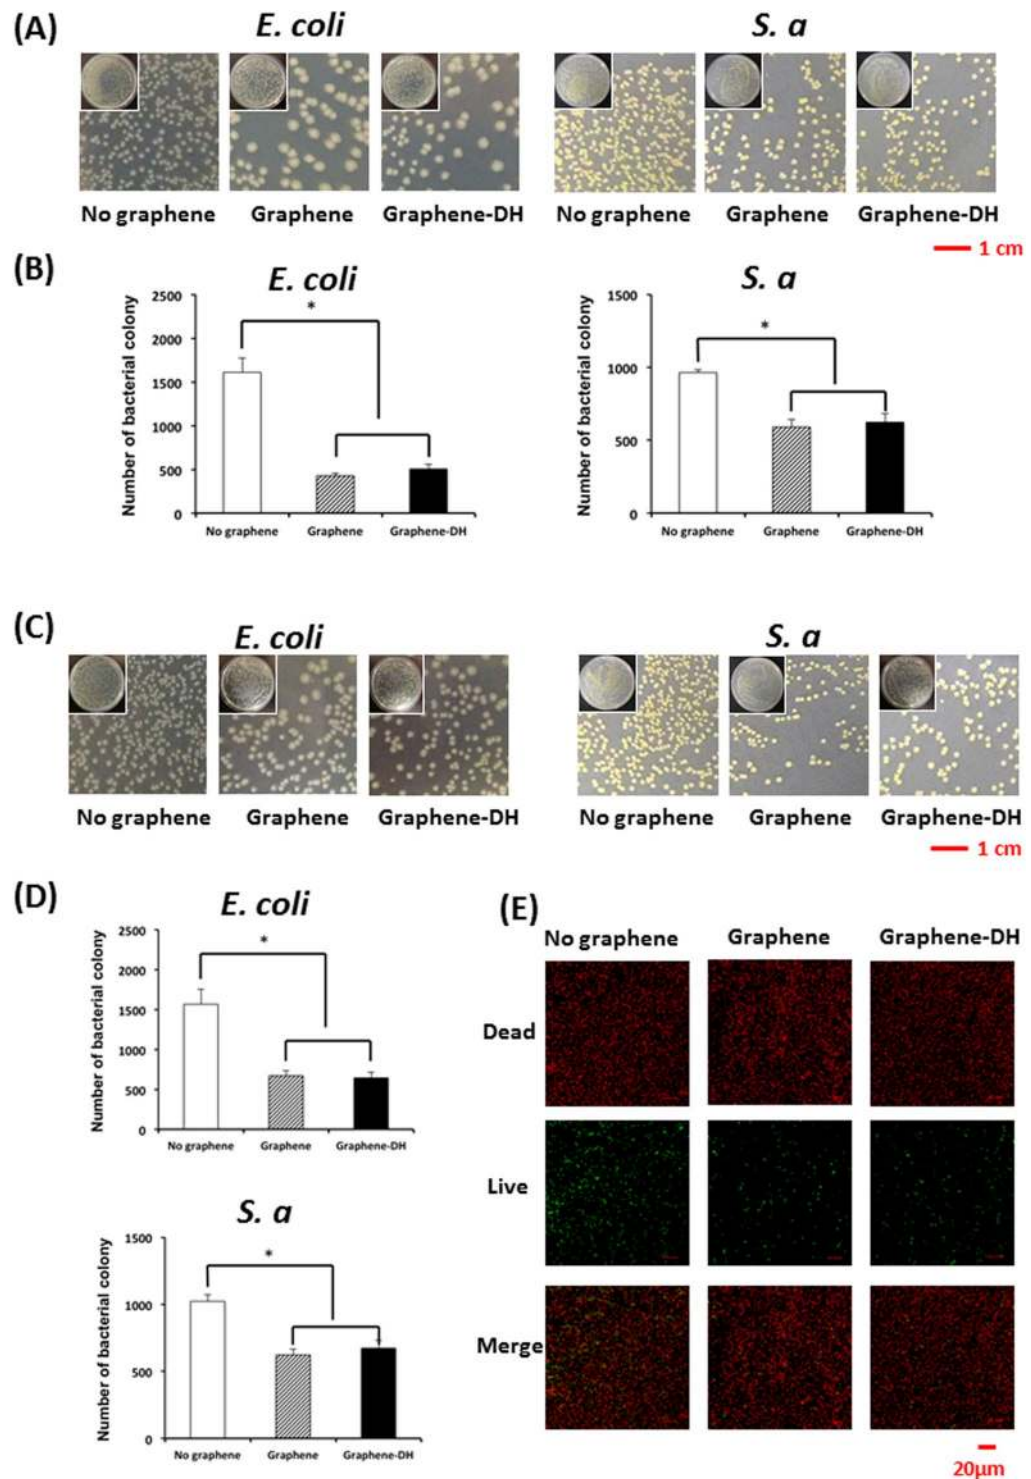 (A)
E. coli
S. a
No graphene Graphene Graphene-DH
No graphene Graphene Graphene-DH
1 cm
(B)
E. coli
Number of bacterial colony
2500
2000
1500
1000
500
0
*
No graphene Graphene Graphene-DH
S. a
Number of bacterial colony
1500
1000
500
0
*
No graphene Graphene Graphene-DH
(C)
E. coli
S. a
No graphene Graphene Graphene-DH
No graphene Graphene Graphene-DH
1 cm
(D)
E. coli
Number of bacterial colony
2500
2000
1500
1000
500
0
*
No graphene Graphene Graphene-DH
S. a
Number of bacterial colony
1500
1000
500
0
*
No graphene Graphene Graphene-DH
(E)
No graphene Graphene Graphene-DH
Dead
Live
Merge
20μm